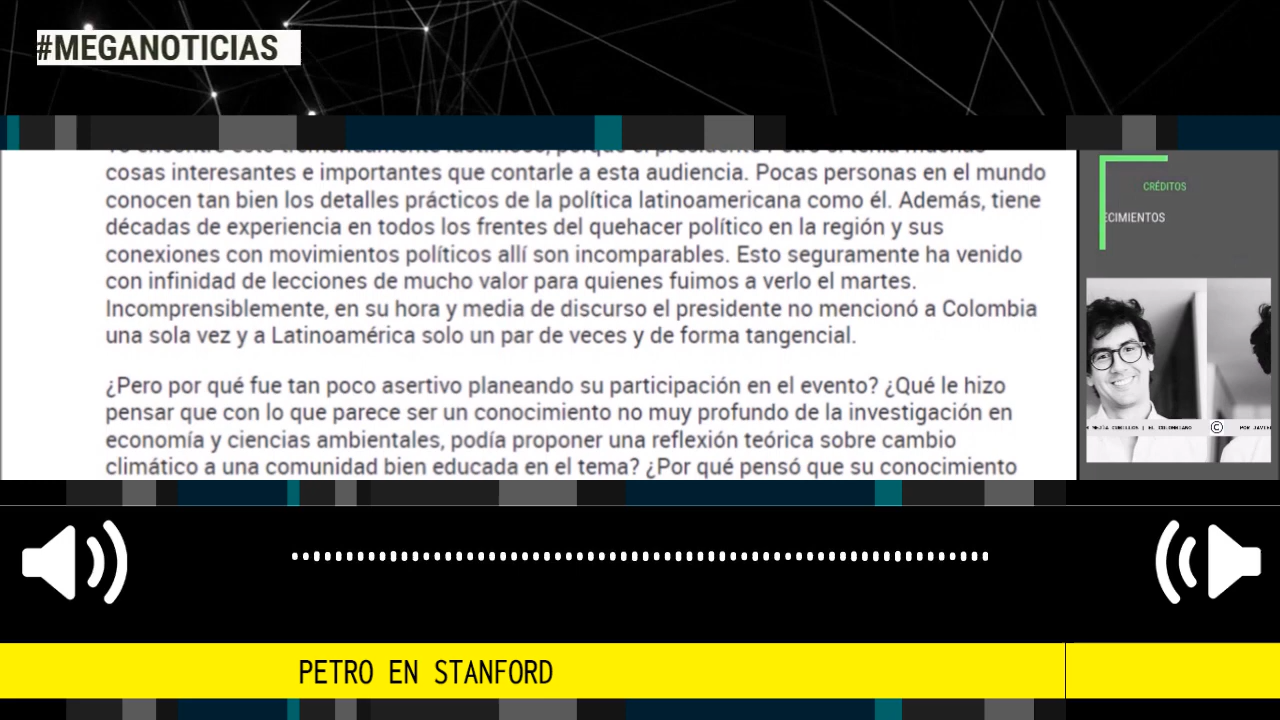 #MEGANOTICIAS
cosas interesantes e importantes que contarle a esta audiencia. Pocas personas en el mundo
conocen tan bien los detalles prácticos de la política latinoamericana como él. Además, tiene
décadas de experiencia en todos los frentes del quehacer político en la región y sus
conexiones con movimientos políticos allí son incomparables. Esto seguramente ha venido
con infinidad de lecciones de mucho valor para quienes fuimos a verlo el martes.
Incomprensiblemente, en su hora y media de discurso el presidente no mencionó a Colombia
una sola vez y a Latinoamérica solo un par de veces y de forma tangencial.
¿Pero por qué fue tan poco asertivo planeando su participación en el evento? ¿Qué le hizo
pensar que con lo que parece ser un conocimiento no muy profundo de la investigación en
economía y ciencias ambientales, podía proponer una reflexión teórica sobre cambio
climático a una comunidad bien educada en el tema? ¿Por qué pensó que su conocimiento
CRÉDITOS
ECIMIENTOS
MEJÍA CUBILLOS | EL COLOMBIANO © POR JAVIE
PETRO EN STANFORD